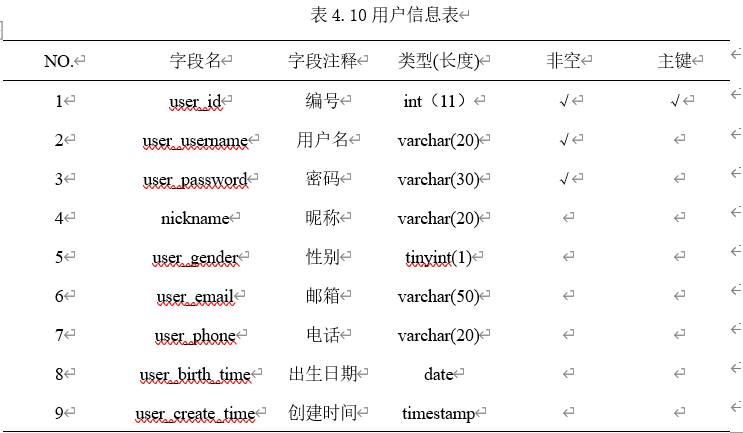 表4.10用户信息表
NO. 字段名 字段注释 类型(长度) 非空 主键
1 user_id 编号 int（11） √ √
2 user_username 用户名 varchar(20) √
3 user_password 密码 varchar(30) √
4 nickname 昵称 varchar(20)
5 user_gender 性别 tinyint(1)
6 user_email 邮箱 varchar(50)
7 user_phone 电话 varchar(20)
8 user_birth_time 出生日期 date
9 user_create_time 创建时间 timestamp